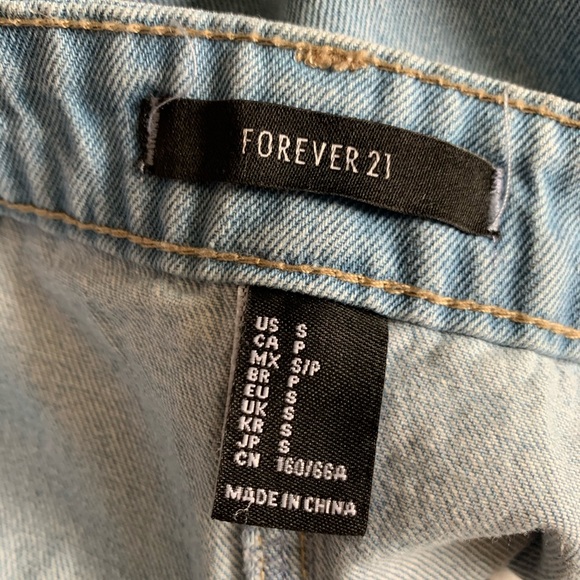 FOREVER 21
US S
CA P
MX S/P
BR P
EU S
UK S
KR S
JP S
CN 160/66A
MADE IN CHINA